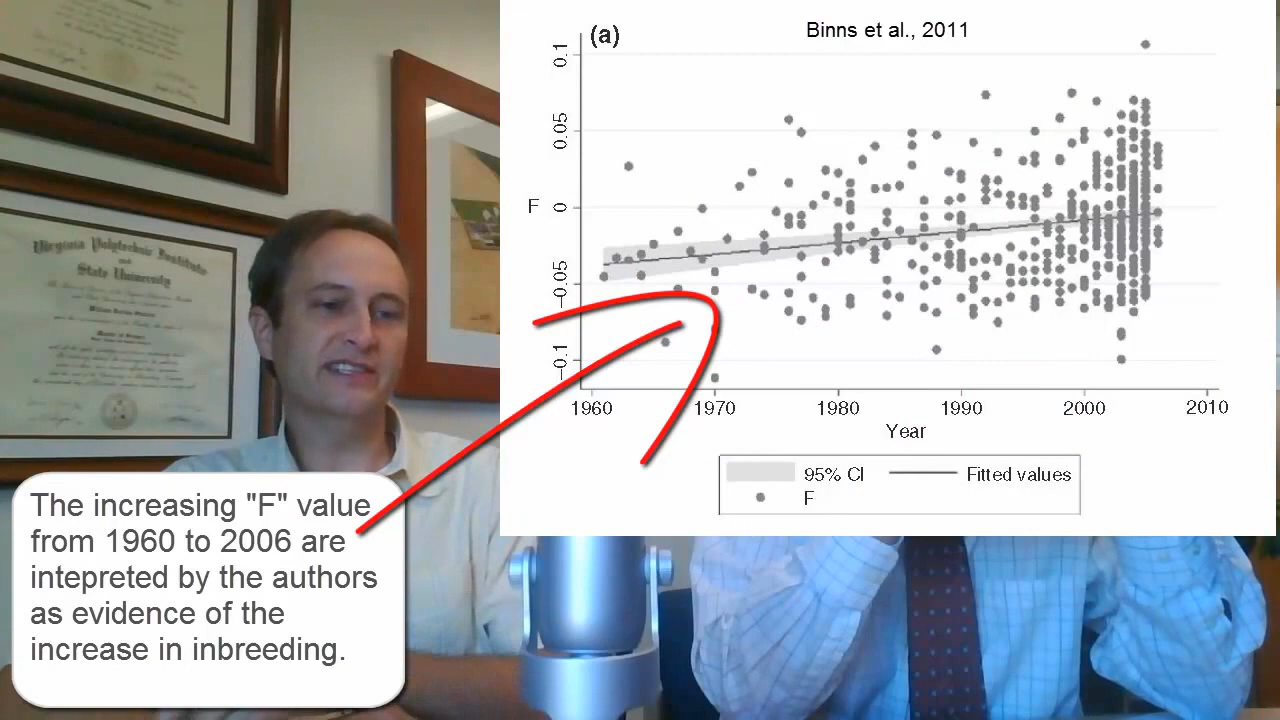 (a)
Binns et al., 2011
0.1
0.05
F
0
−0.05
−0.1
1960 1970 1980 1990 2000 2010
Year
95% CI
Fitted values
F
Virginia Polytechnic Institute
and
State University
The increasing "F" value
from 1960 to 2006 are
intepreted by the authors
as evidence of the
increase in inbreeding.